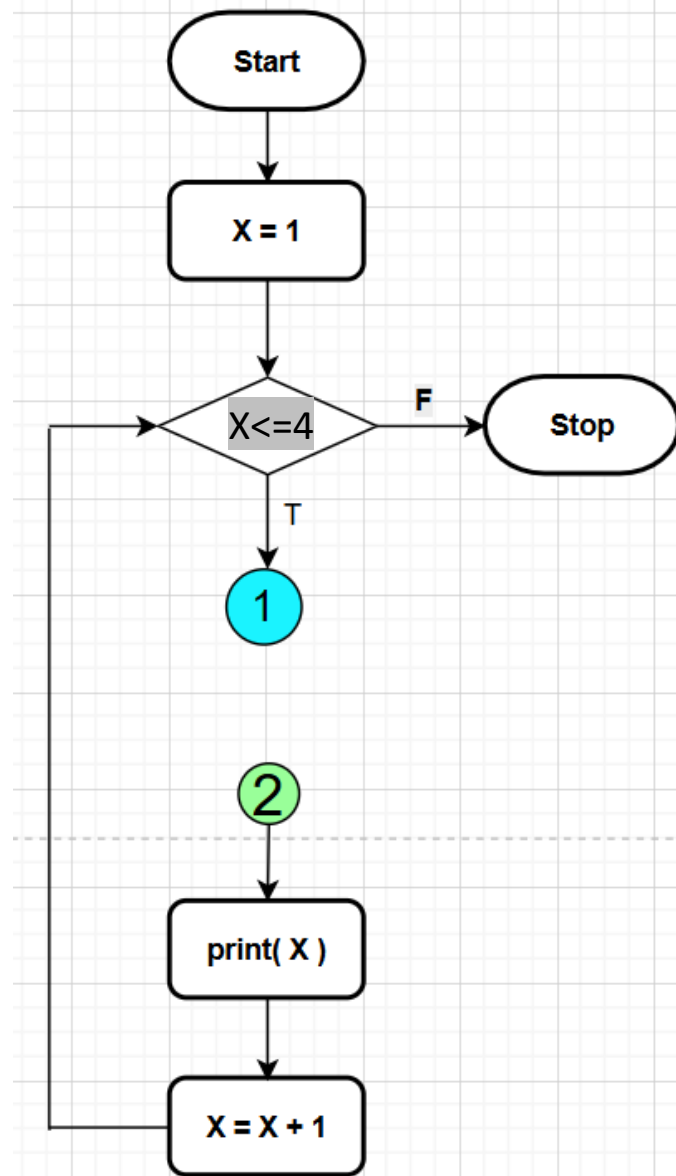 Start
X = 1
X<=4
F
Stop
T
1
2
print( X )
X = X + 1